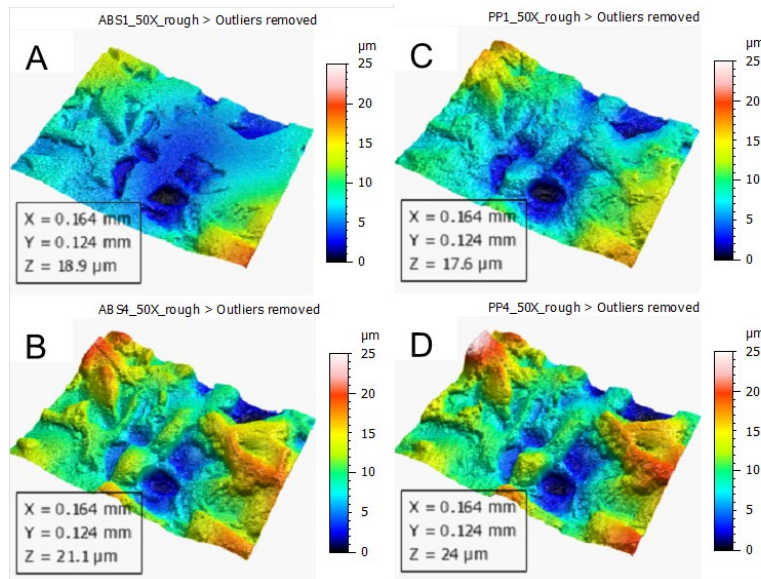 ABS1_50X_rough > Outliers removed
A
µm
25
20
15
10
5
0
X = 0.164 mm
Y = 0.124 mm
Z = 18.9 µm
PP1_50X_rough > Outliers removed
C
µm
25
20
15
10
5
0
X = 0.164 mm
Y = 0.124 mm
Z = 17.6 µm
ABS4_50X_rough > Outliers removed
B
µm
25
20
15
10
5
0
X = 0.164 mm
Y = 0.124 mm
Z = 21.1 µm
PP4_50X_rough > Outliers removed
D
µm
25
20
15
10
5
0
X = 0.164 mm
Y = 0.124 mm
Z = 24 µm